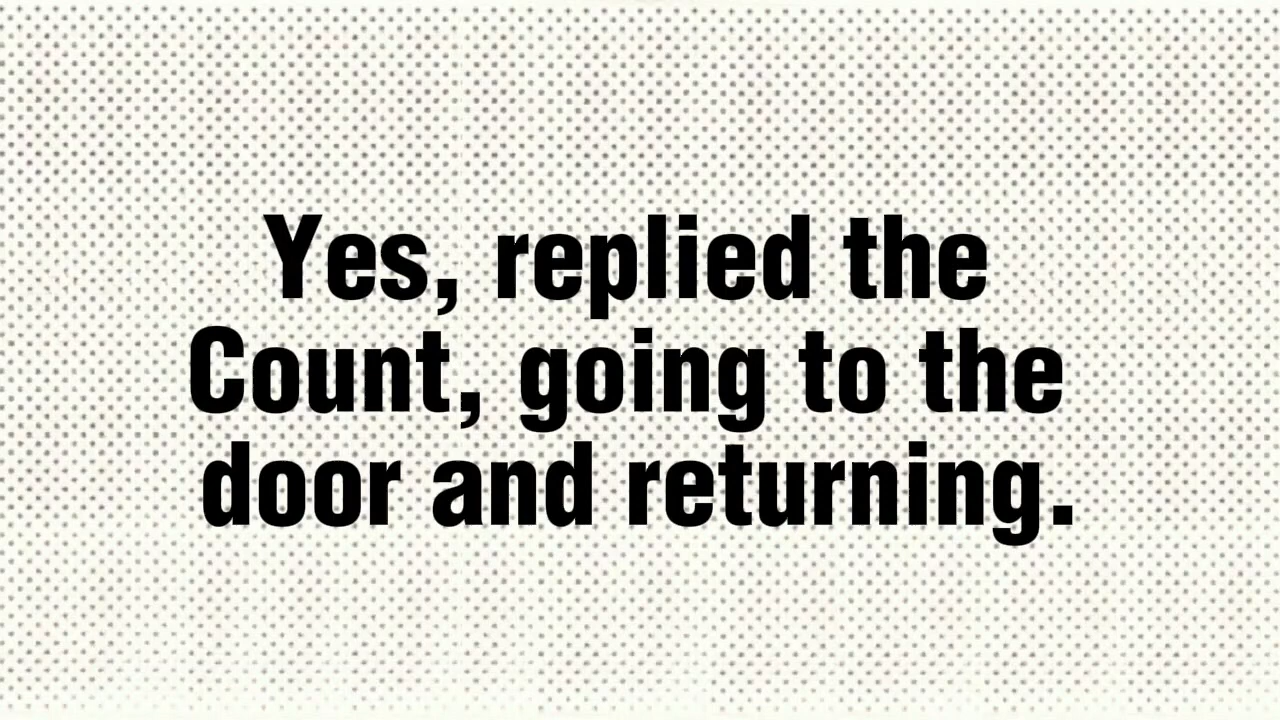 Yes, replied the
Count, going to the
door and returning.